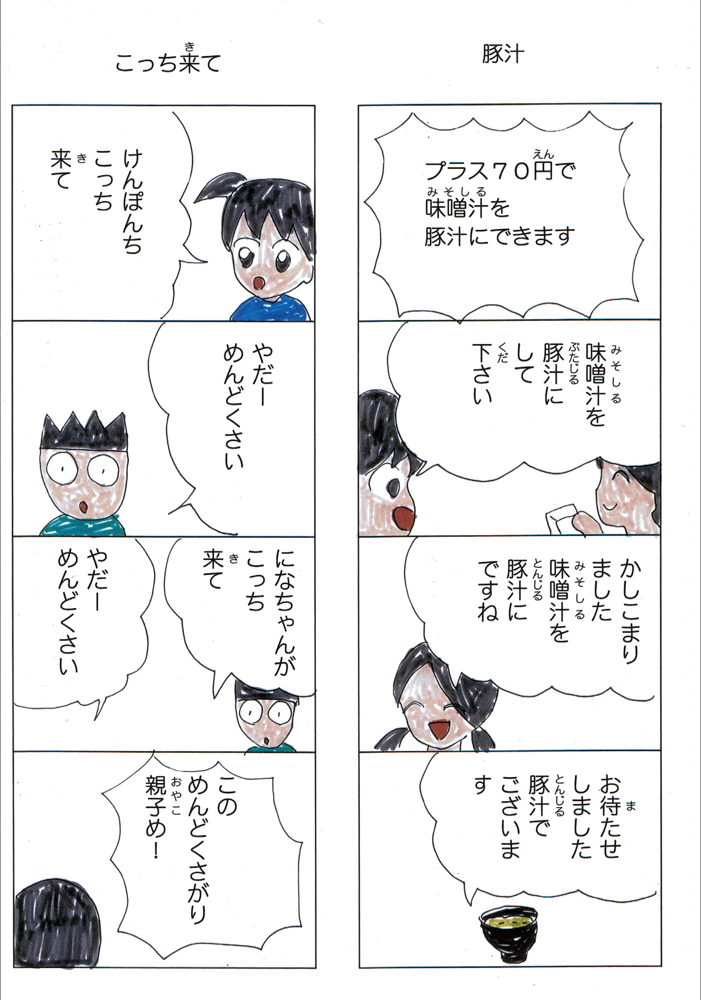 豚汁
プラス７０円で
えん
味噌汁を
みそしる
豚汁にできます
味噌汁を
みそしる
豚汁に
ぶたじる
して
下さい
くだ
かしこまり
ました
味噌汁を
みそしる
豚汁に
とんじる
ですね
お待たせ
ま
しました
豚汁で
とんじる
ございま
す
こっち来て
き
けんぽんち
こっち
来て
き
やだー
めんどくさい
になちゃんが
こっち
来て
き
やだー
めんどくさい
この
めんどくさがり
親子め！
おやこ